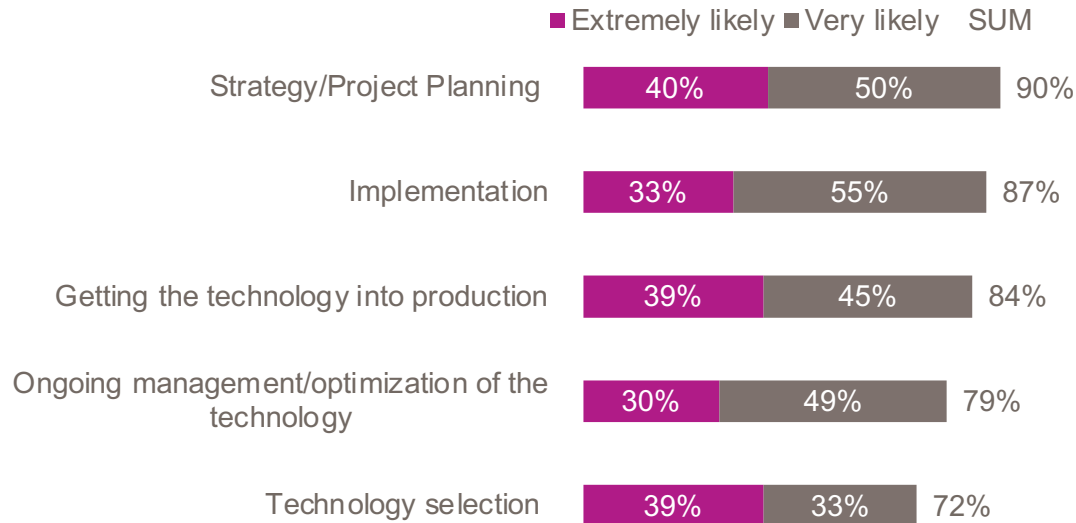 Extremely likely Very likely SUM
Strategy/Project Planning 40% 50% 90%
Implementation 33% 55% 87%
Getting the technology into production 39% 45% 84%
Ongoing management/optimization of the
technology 30% 49% 79%
Technology selection 39% 33% 72%